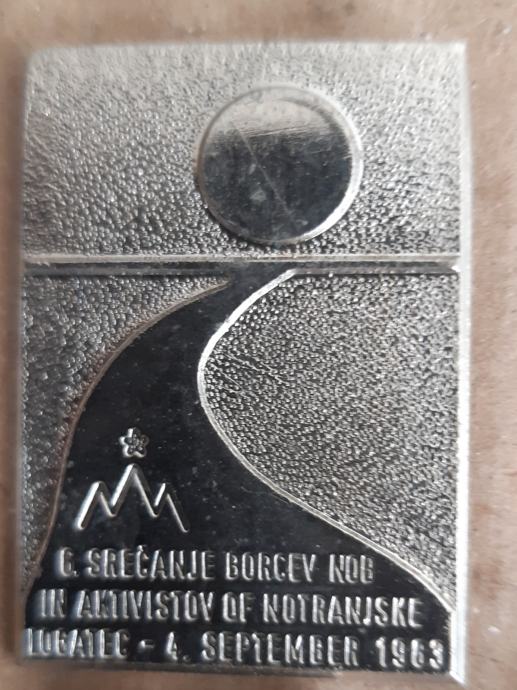 6. SREČANJE BORCEV NOB
IN AKTIVISTOV OF NOTRANJSKE
LOGATEC - 4. SEPTEMBER 1983